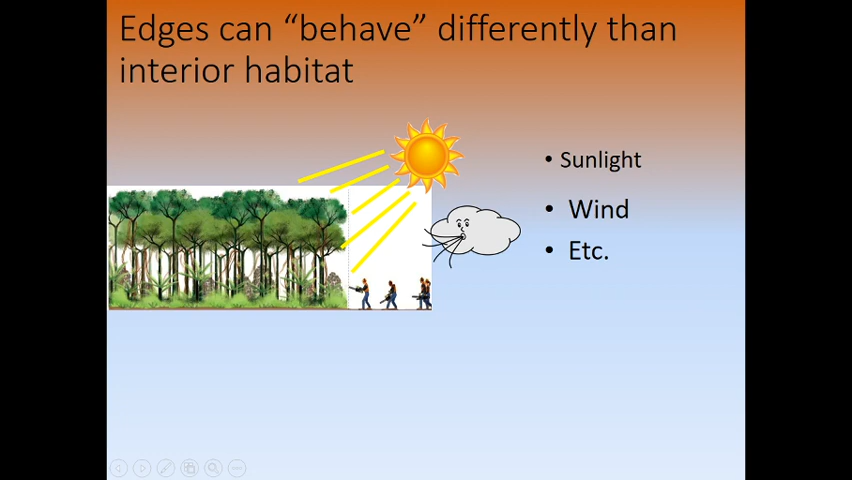 Edges can “behave” differently than
interior habitat
• Sunlight
• Wind
• Etc.